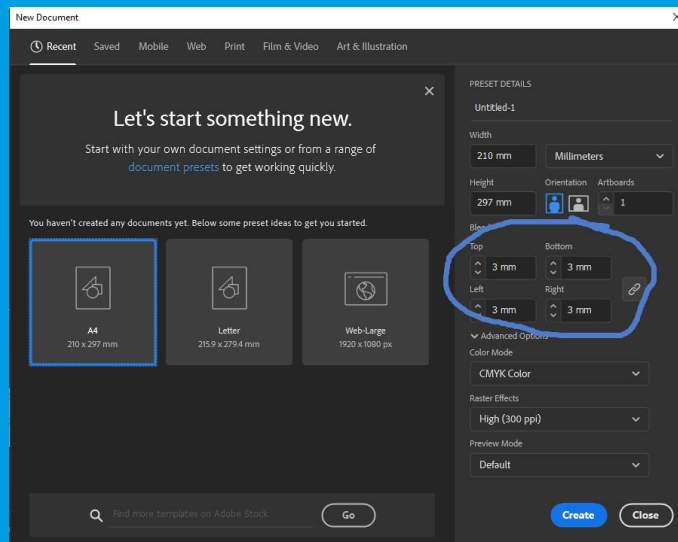 New Document
Recent Saved Mobile Web Print Film & Video Art & Illustration
Let's start something new.
Start with your own document settings or from a range of
document presets to get working quickly.
You haven't created any documents yet. Below some preset ideas to get you started.
A4
210 x 297 mm
Letter
215.9 x 279.4 mm
Web-Large
1920 x 1080 px
Find more templates on Adobe Stock
Go
PRESET DETAILS
Untitled-1
Width
210 mm Millimeters
Height Orientation Artboards
297 mm 1
Top Bottom
3 mm 3 mm
Left Right
3 mm 3 mm
Advanced Options
Color Mode
CMYK Color
Raster Effects
High (300 ppi)
Preview Mode
Default
Create Close